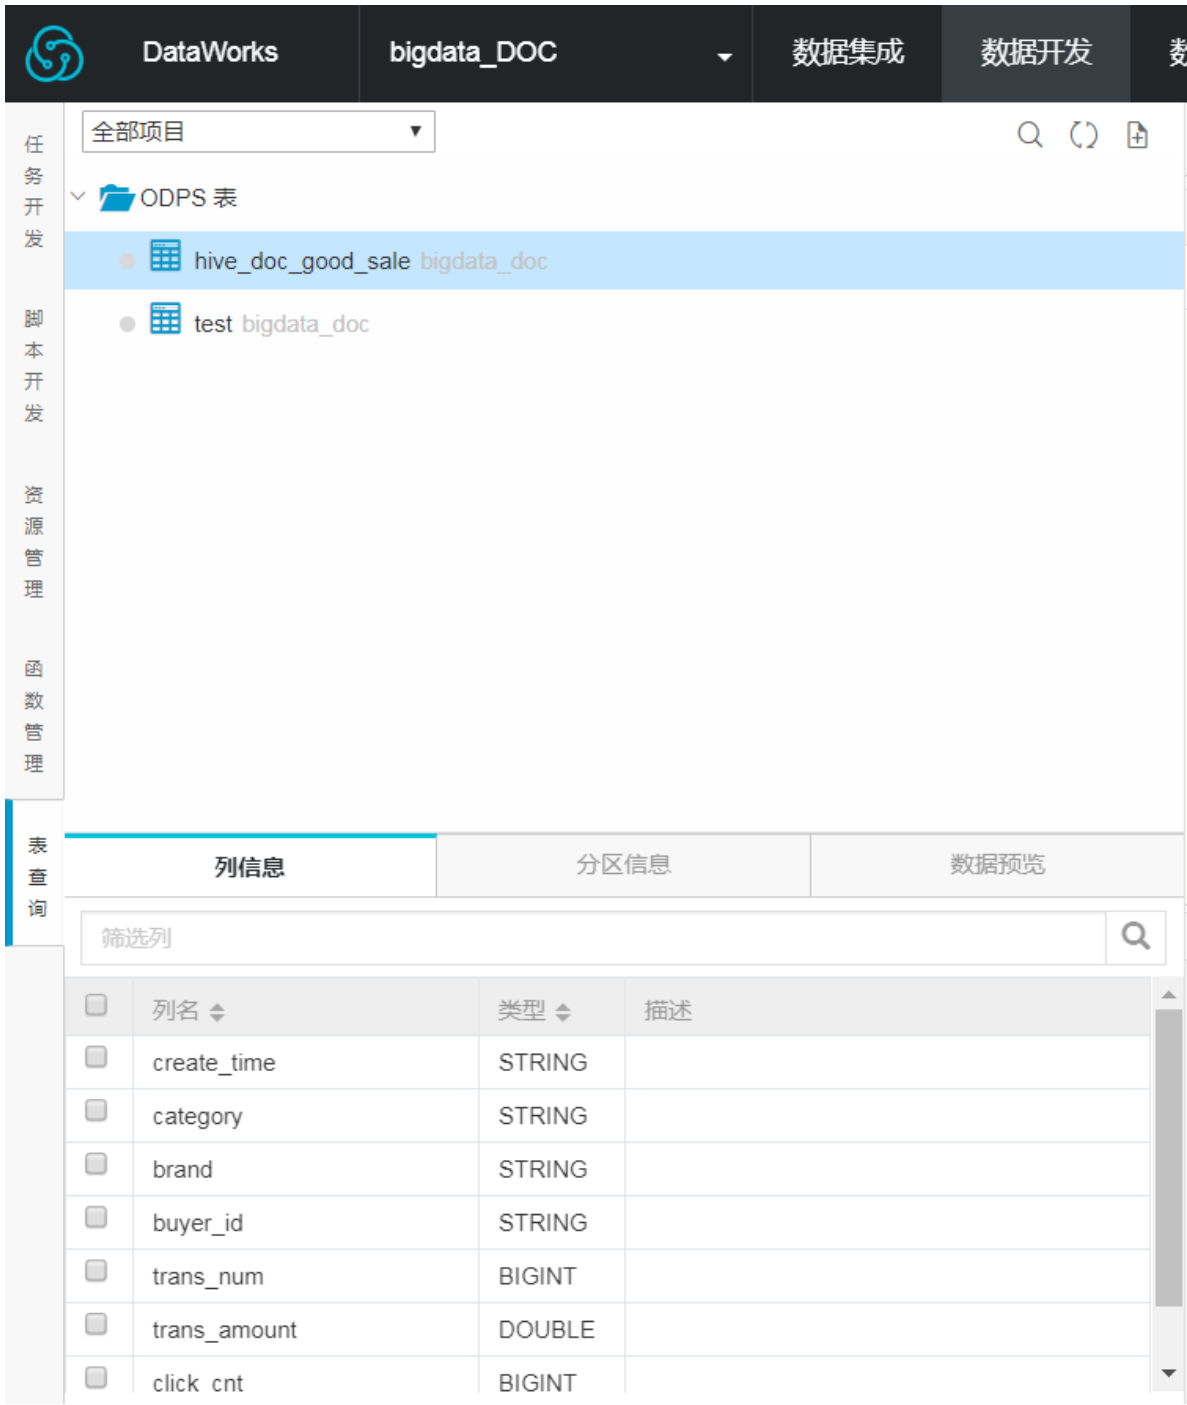 DataWorks bigdata_DOC 数据集成 数据开发
全部项目
ODPS 表
hive_doc_good_sale bigdata_doc
test bigdata_doc
任务开发
脚本开发
资源管理
函数管理
表查询
列信息 分区信息 数据预览
筛选列
列名 类型 描述
create_time STRING
category STRING
brand STRING
buyer_id STRING
trans_num BIGINT
trans_amount DOUBLE
click_cnt BIGINT